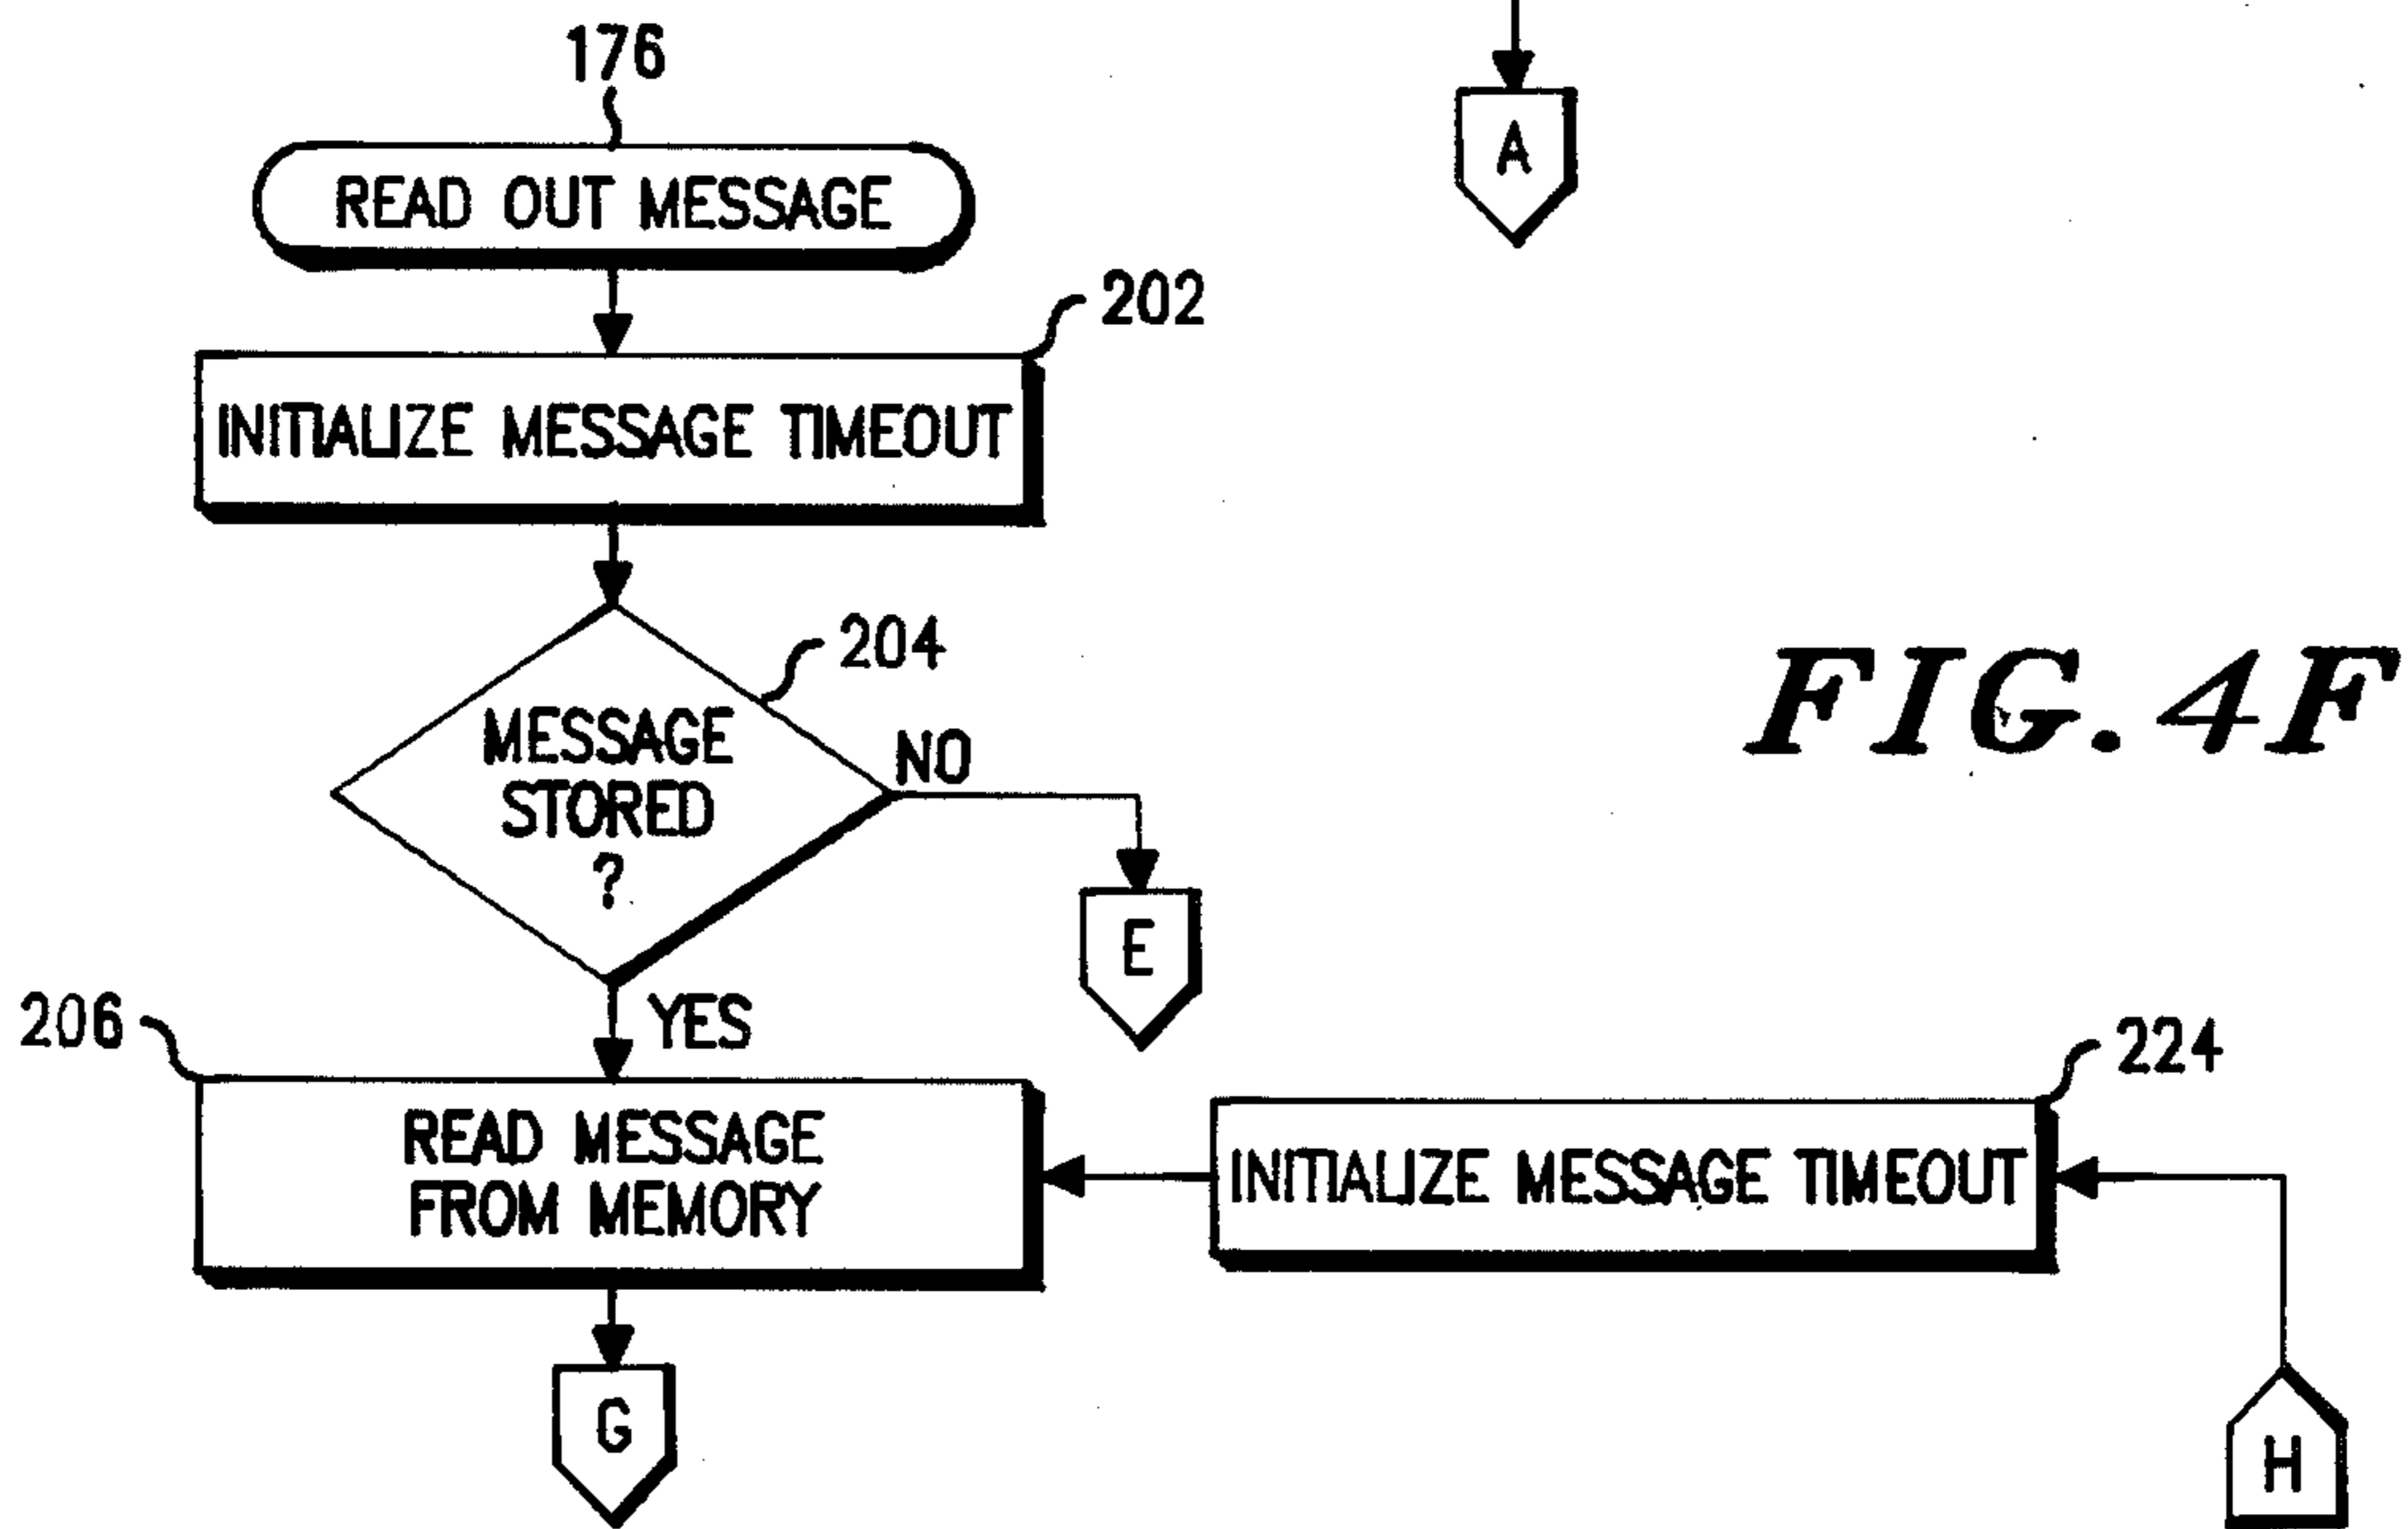 176
A
READ OUT MESSAGE
202
INITIALIZE MESSAGE TIMEOUT
204
MESSAGE
STORED
?
NO
FIG. 4F
E
YES
206
READ MESSAGE
FROM MEMORY
224
INITIALIZE MESSAGE TIMEOUT
G
H